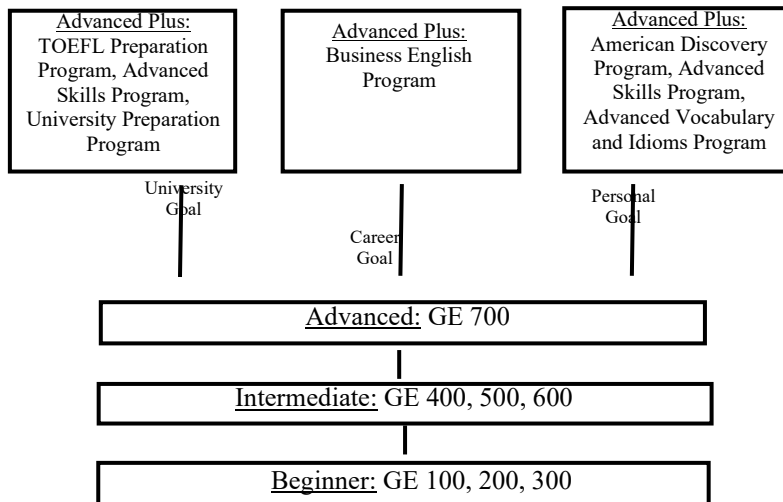 Advanced Plus:
TOEFL Preparation
Program, Advanced
Skills Program,
University Preparation
Program
Advanced Plus:
Business English
Program
Advanced Plus:
American Discovery
Program, Advanced
Skills Program,
Advanced Vocabulary
and Idioms Program
University
Goal
Career
Goal
Personal
Goal
Advanced: GE 700
Intermediate: GE 400, 500, 600
Beginner: GE 100, 200, 300